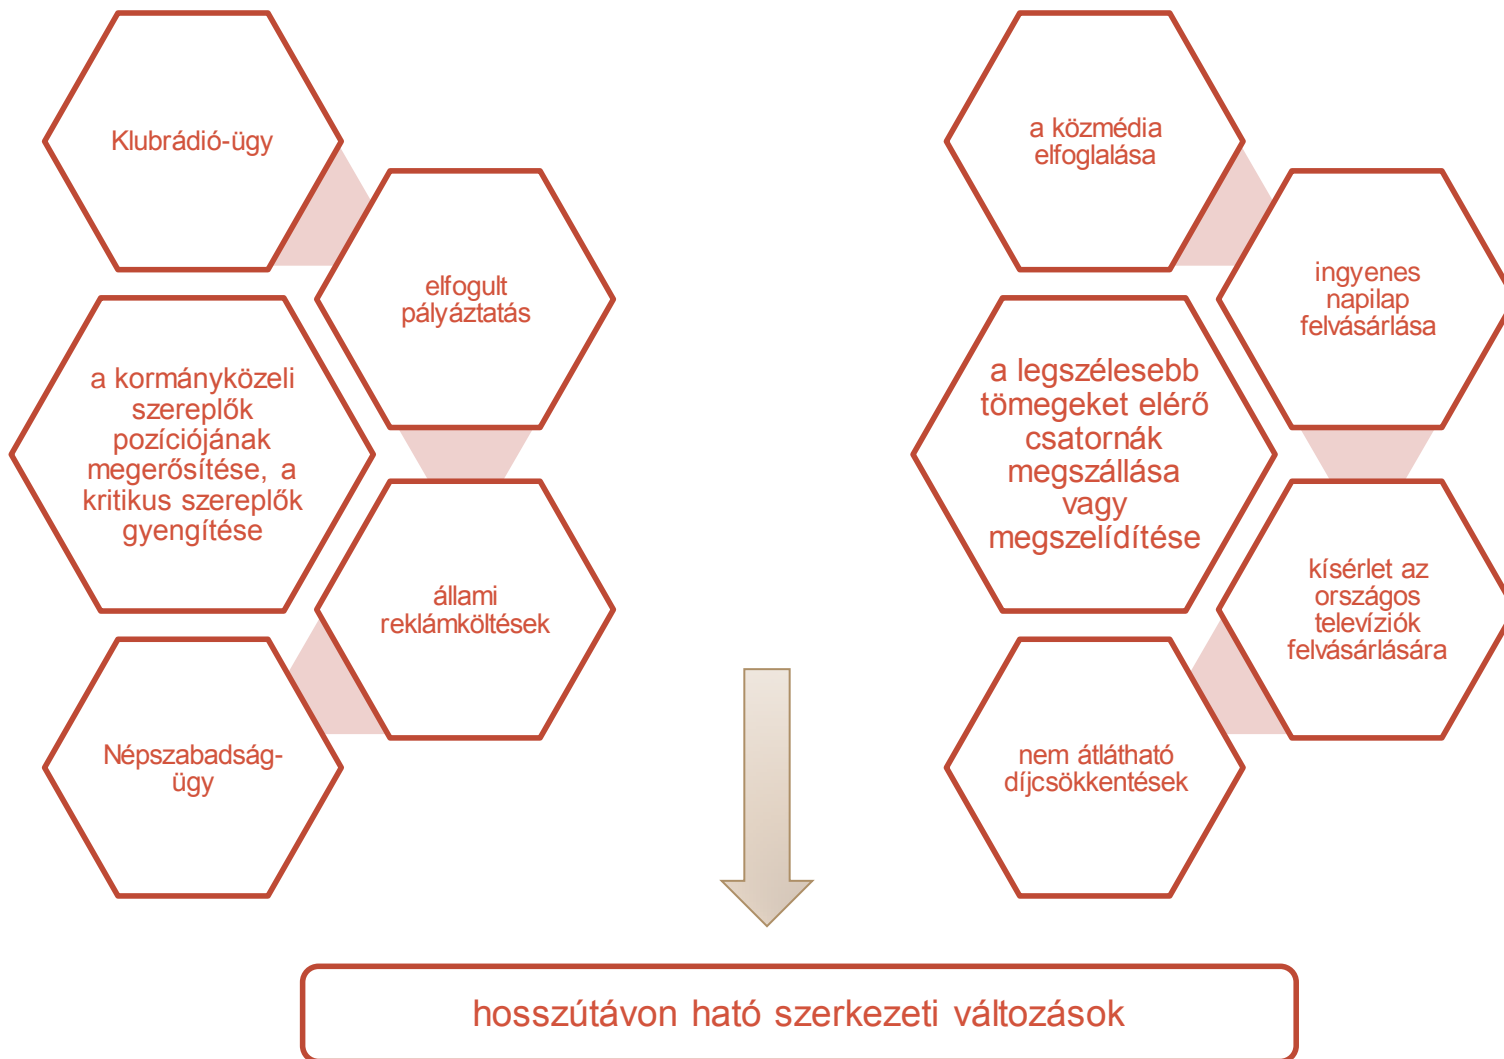 Klubrádió-ügy
elfogult
pályáztatás
a kormányközeli
szereplők
pozíciójának
megerősítése, a
kritikus szereplők
gyengítése
állami
reklámköltések
Népszabadság-
ügy
a közmédia
elfoglalása
ingyenes
napilap
felvásárlása
a legszélesebb
tömegeket elérő
csatornák
megszállása
vagy
megszelídítése
kísérlet az
országos
televíziók
felvásárlására
nem átlátható
díjcsökkentések
hosszútávon ható szerkezeti változások